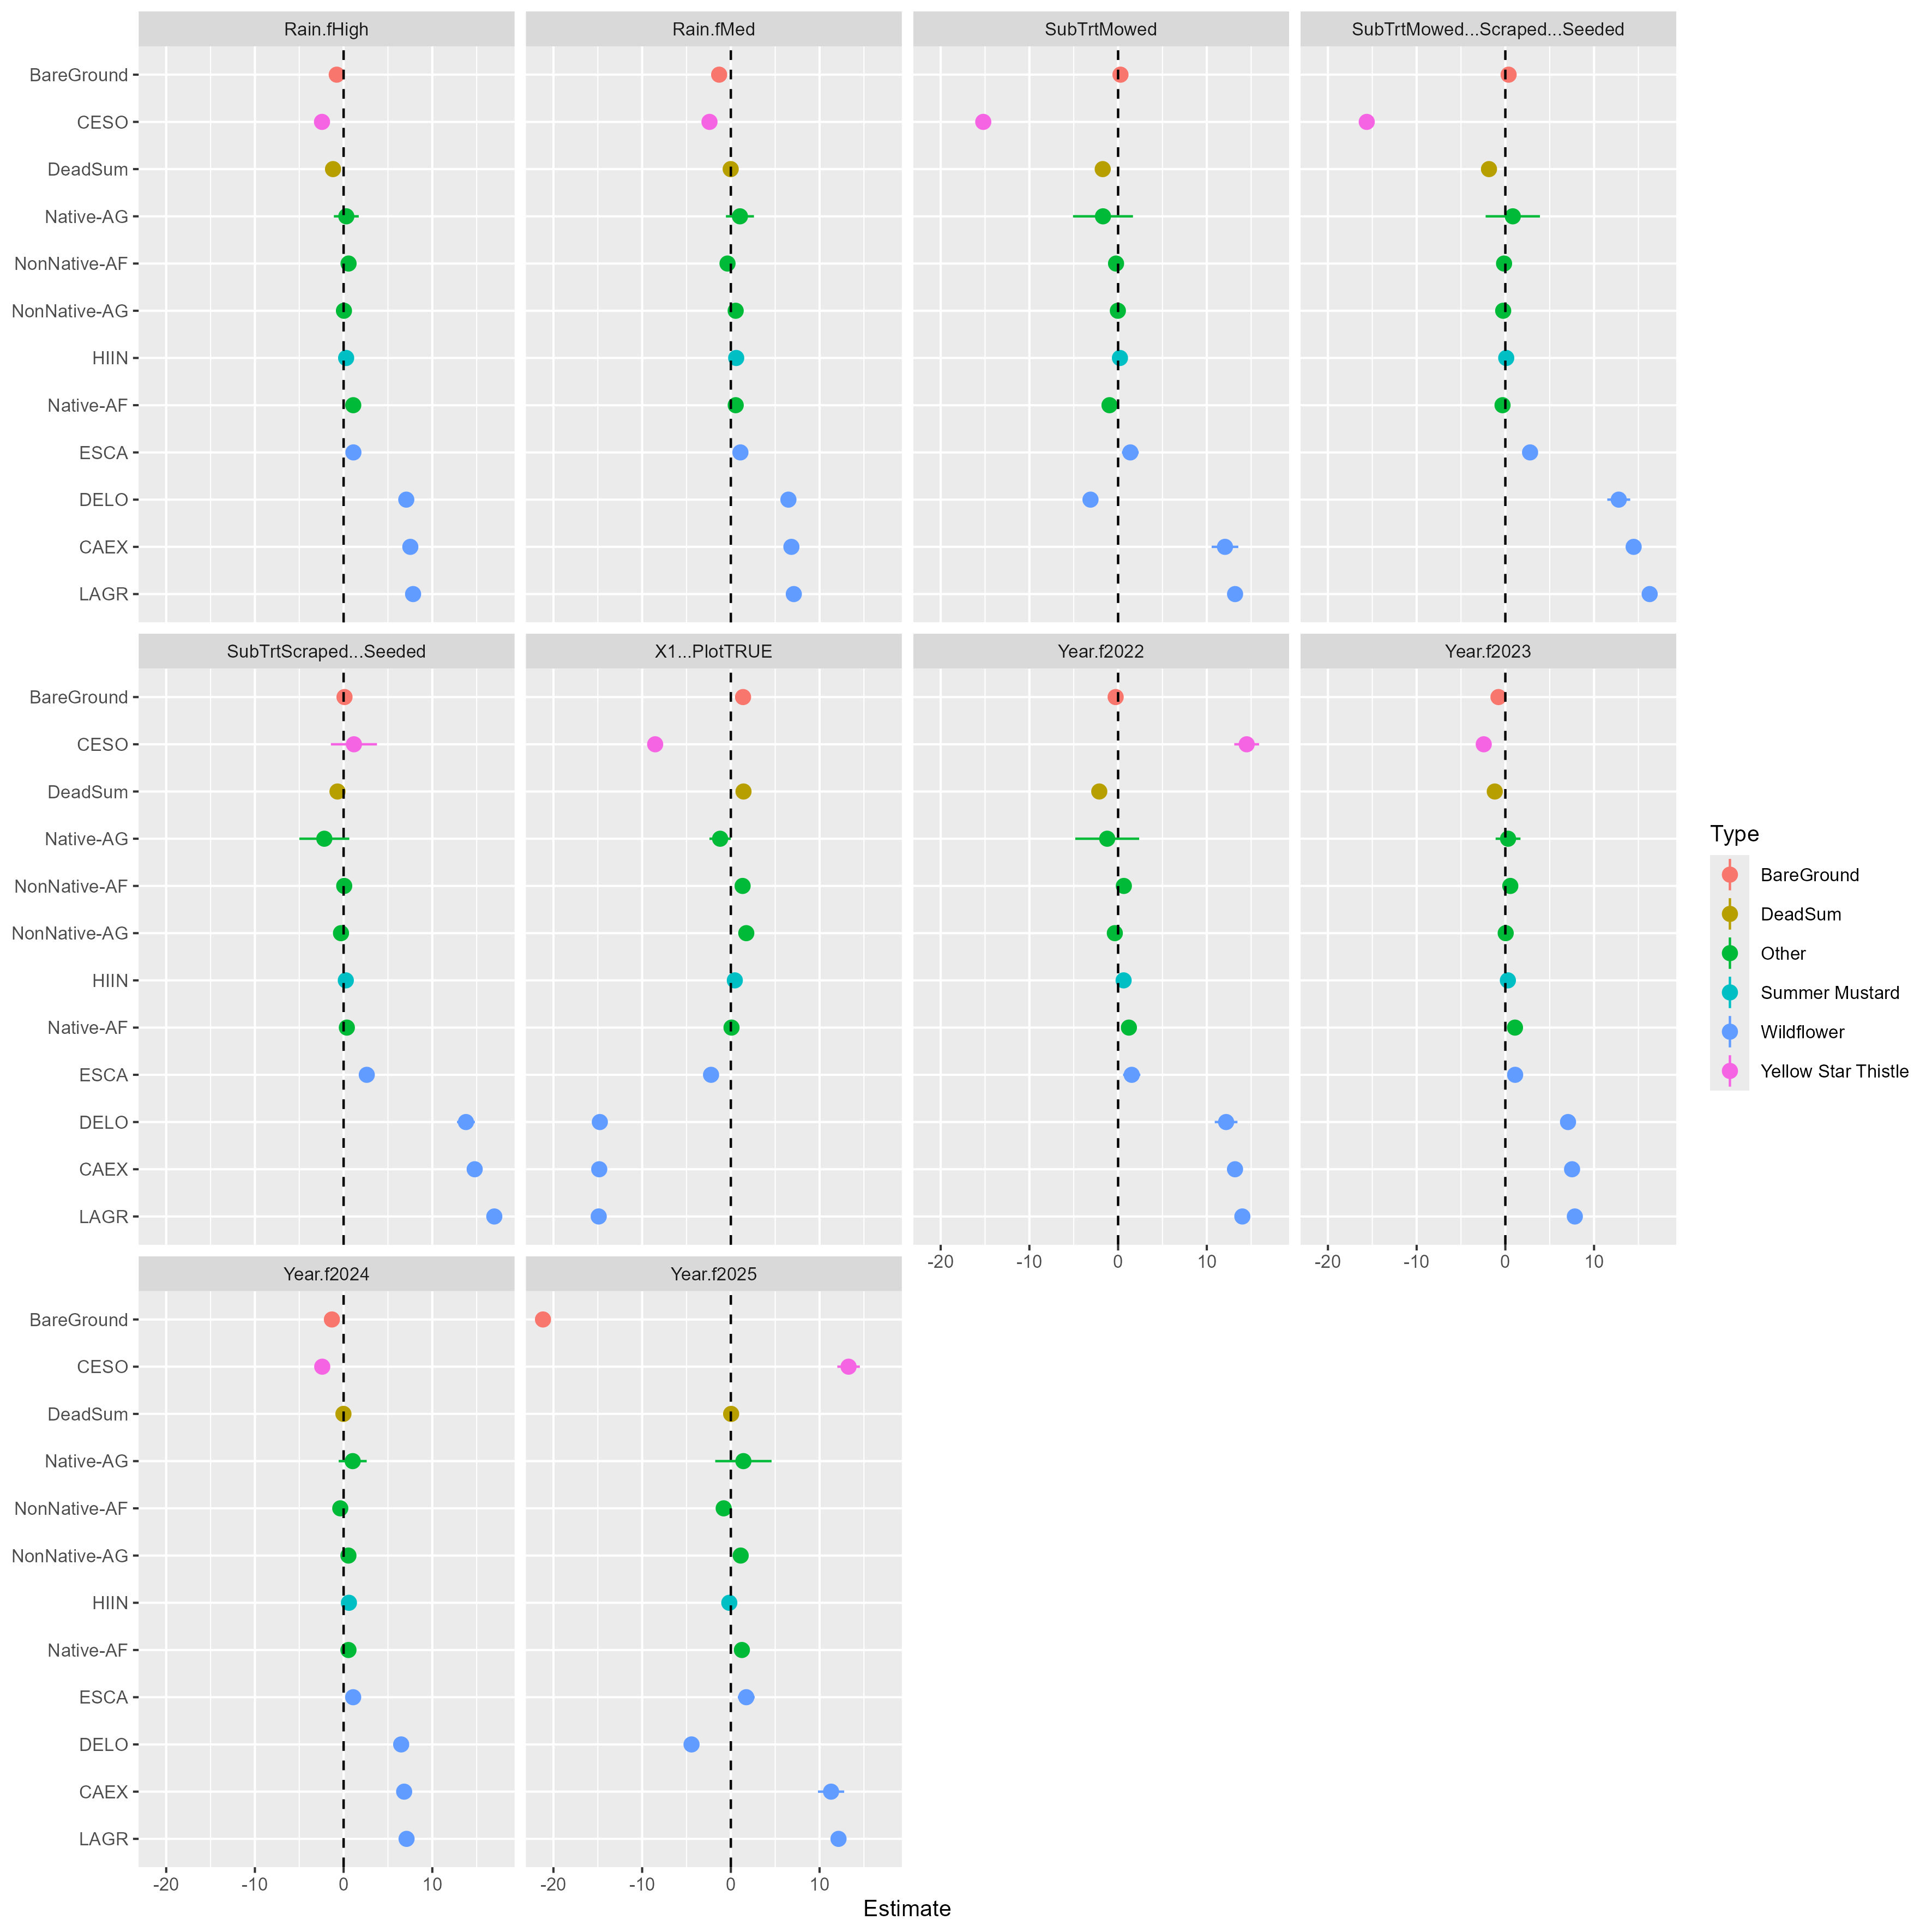 Rain.fHigh Rain.fMed SubTrtMowed SubTrtMowed...Scraped...Seeded
BareGround
CESO
DeadSum
Native-AG
NonNative-AF
NonNative-AG
HIIN
Native-AF
ESCA
DELO
CAEX
LAGR
SubTrtScraped...Seeded X1...PlotTRUE Year.f2022 Year.f2023
BareGround
CESO
DeadSum
Native-AG
NonNative-AF
NonNative-AG
HIIN
Native-AF
ESCA
DELO
CAEX
LAGR
-20 -10 0 10 -20 -10 0 10
Year.f2024 Year.f2025
BareGround
CESO
DeadSum
Native-AG
NonNative-AF
NonNative-AG
HIIN
Native-AF
ESCA
DELO
CAEX
LAGR
-20 -10 0 10 -20 -10 0 10
Estimate
Type
BareGround
DeadSum
Other
Summer Mustard
Wildflower
Yellow Star Thistle